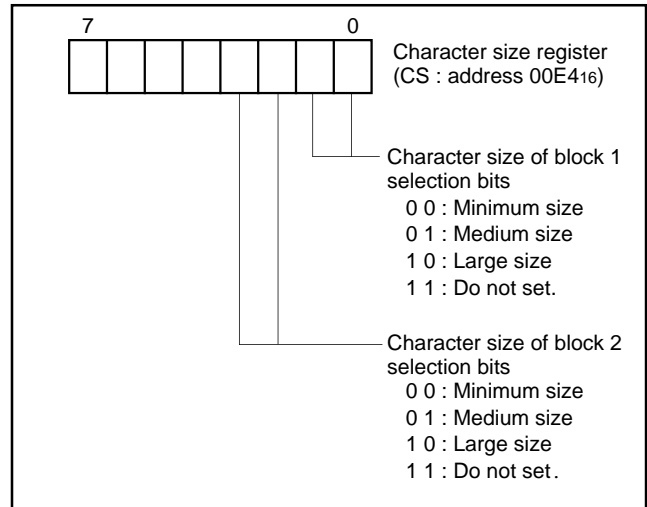 7 0
Character size register
(CS : address 00E416)
Character size of block 1
selection bits
0 0 : Minimum size
0 1 : Medium size
1 0 : Large size
1 1 : Do not set.
Character size of block 2
selection bits
0 0 : Minimum size
0 1 : Medium size
1 0 : Large size
1 1 : Do not set.